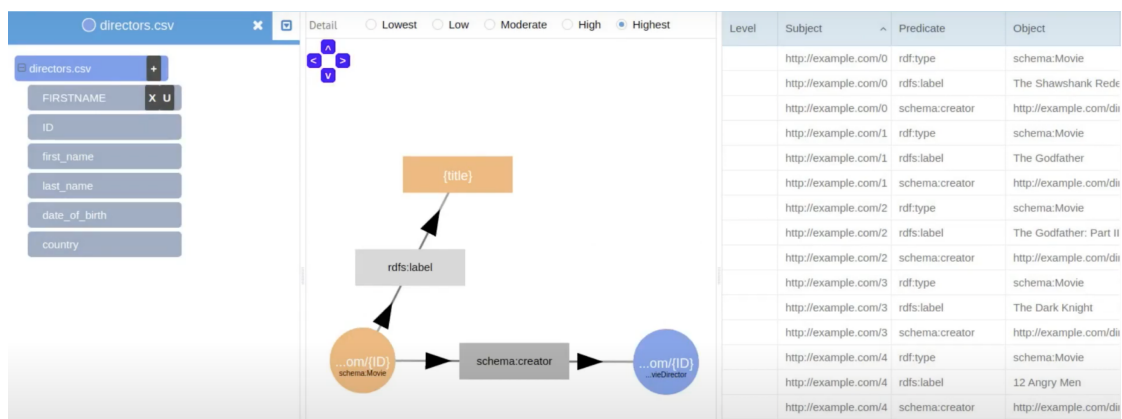 directors.csv
directors.csv
+
FIRSTNAME
X U
ID
first_name
last_name
date_of_birth
country
Detail Lowest Low Moderate High Highest
^
< >
v
{title}
rdfs:label
...om/{ID}
schema:Movie
schema:creator
...om/{ID}
...vieDirector
Level Subject Predicate Object
http://example.com/0 rdf:type schema:Movie
http://example.com/0 rdfs:label The Shawshank Rede
http://example.com/0 schema:creator http://example.com/di
http://example.com/1 rdf:type schema:Movie
http://example.com/1 rdfs:label The Godfather
http://example.com/1 schema:creator http://example.com/di
http://example.com/2 rdf:type schema:Movie
http://example.com/2 rdfs:label The Godfather: Part II
http://example.com/2 schema:creator http://example.com/di
http://example.com/3 rdf:type schema:Movie
http://example.com/3 rdfs:label The Dark Knight
http://example.com/3 schema:creator http://example.com/di
http://example.com/4 rdf:type schema:Movie
http://example.com/4 rdfs:label 12 Angry Men
http://example.com/4 schema:creator http://example.com/di